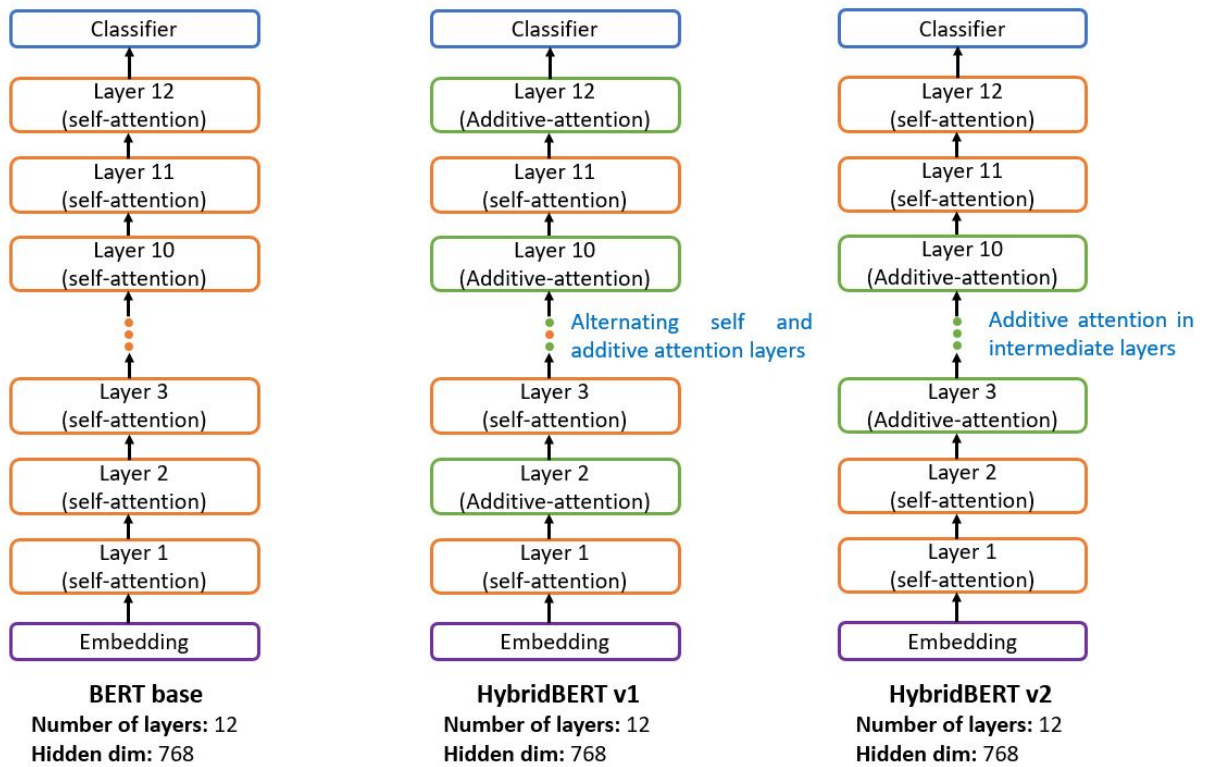 Classifier
Layer 12
(self-attention)
Layer 11
(self-attention)
Layer 10
(self-attention)
Layer 3
(self-attention)
Layer 2
(self-attention)
Layer 1
(self-attention)
Embedding
BERT base
Number of layers: 12
Hidden dim: 768
Classifier
Layer 12
(Additive-attention)
Layer 11
(self-attention)
Layer 10
(Additive-attention)
Alternating self and
additive attention layers
Layer 3
(self-attention)
Layer 2
(Additive-attention)
Layer 1
(self-attention)
Embedding
HybridBERT v1
Number of layers: 12
Hidden dim: 768
Classifier
Layer 12
(self-attention)
Layer 11
(self-attention)
Layer 10
(Additive-attention)
Additive attention in
intermediate layers
Layer 3
(Additive-attention)
Layer 2
(self-attention)
Layer 1
(self-attention)
Embedding
HybridBERT v2
Number of layers: 12
Hidden dim: 768